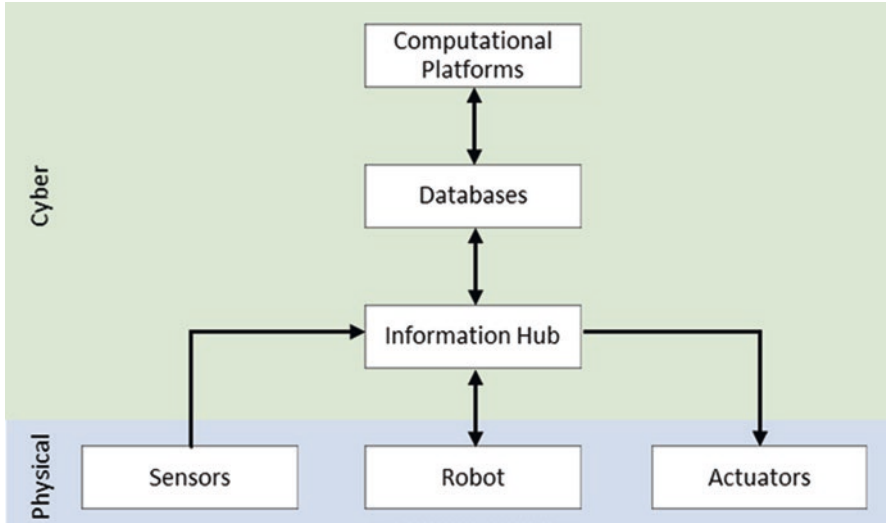 Computational
Platforms
Cyber
Databases
Information Hub
Physical
Sensors
Robot
Actuators